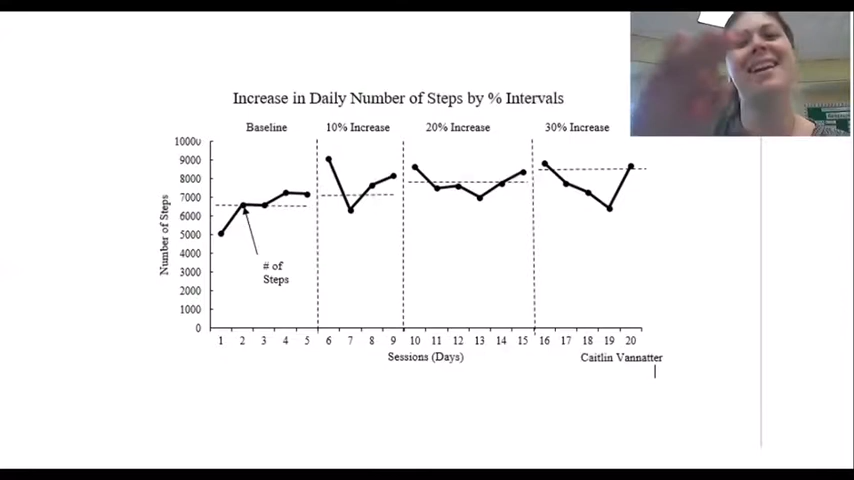 Increase in Daily Number of Steps by % Intervals
Baseline 10% Increase 20% Increase 30% Increase
10000
9000
8000
7000
6000
5000
4000
3000
2000
1000
0
Number of Steps
# of
Steps
1 2 3 4 5 6 7 8 9 10 11 12 13 14 15 16 17 18 19 20
Sessions (Days)
Caitlin Vannatter